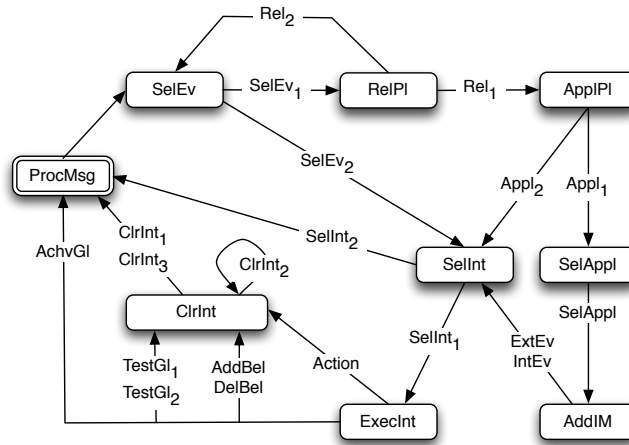 Rel2
SelEv
SelEv1
RelPl
Rel1
ApplPl
SelEv2
ProcMsg
Appl2
Appl1
ClrInt1
AchvGl
SelInt2
ClrInt3
ClrInt2
SelInt
SelAppl
ClrInt
SelInt1
SelAppl
ExtEv
IntEv
TestGl1
AddBel
Action
TestGl2
DelBel
ExecInt
AddIM